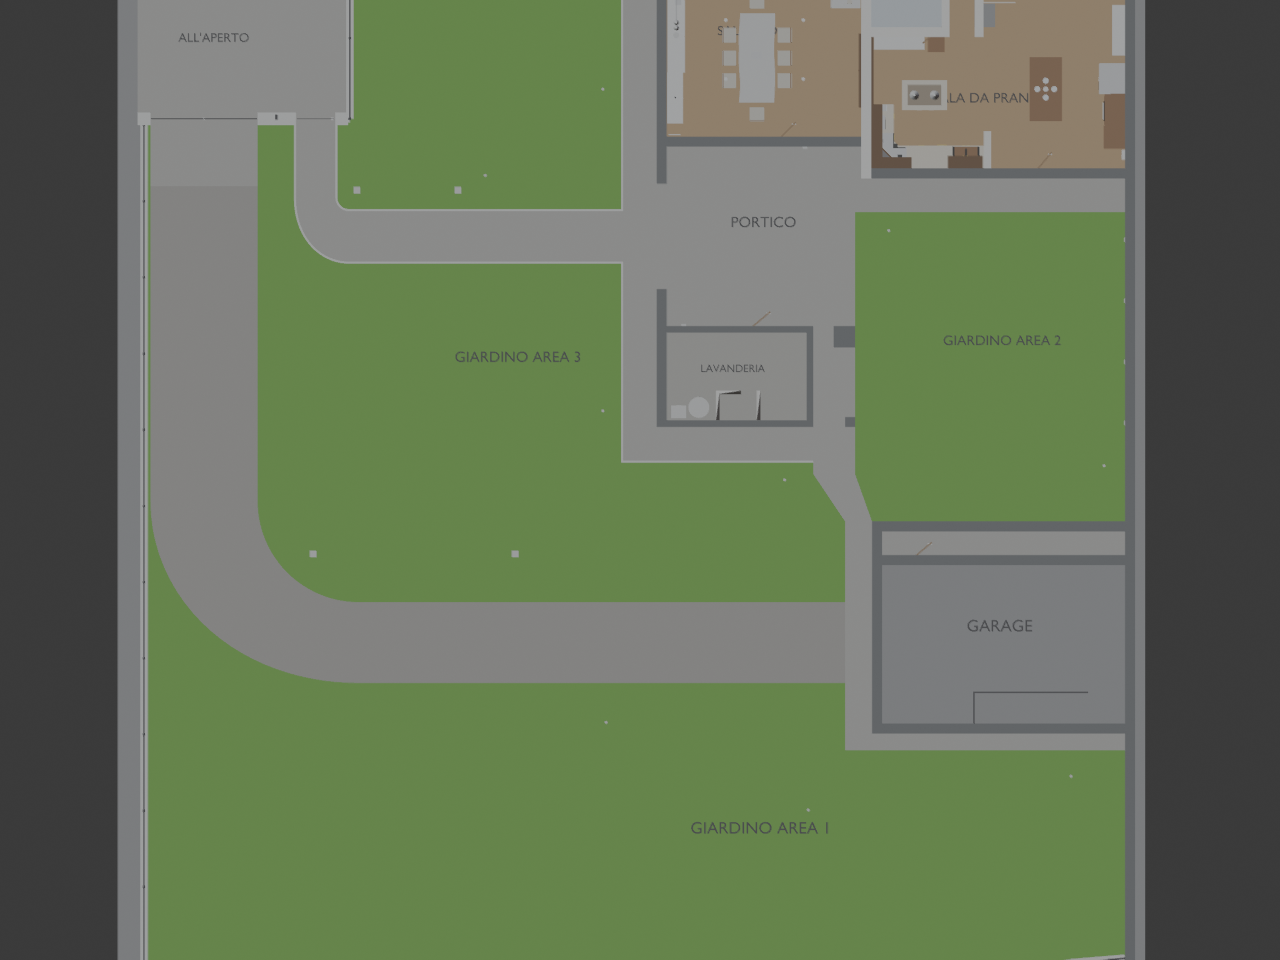 ALL'APERTO
PORTICO
GIARDINO AREA 2
GIARDINO AREA 3
LAVANDERIA
GARAGE
GIARDINO AREA 1